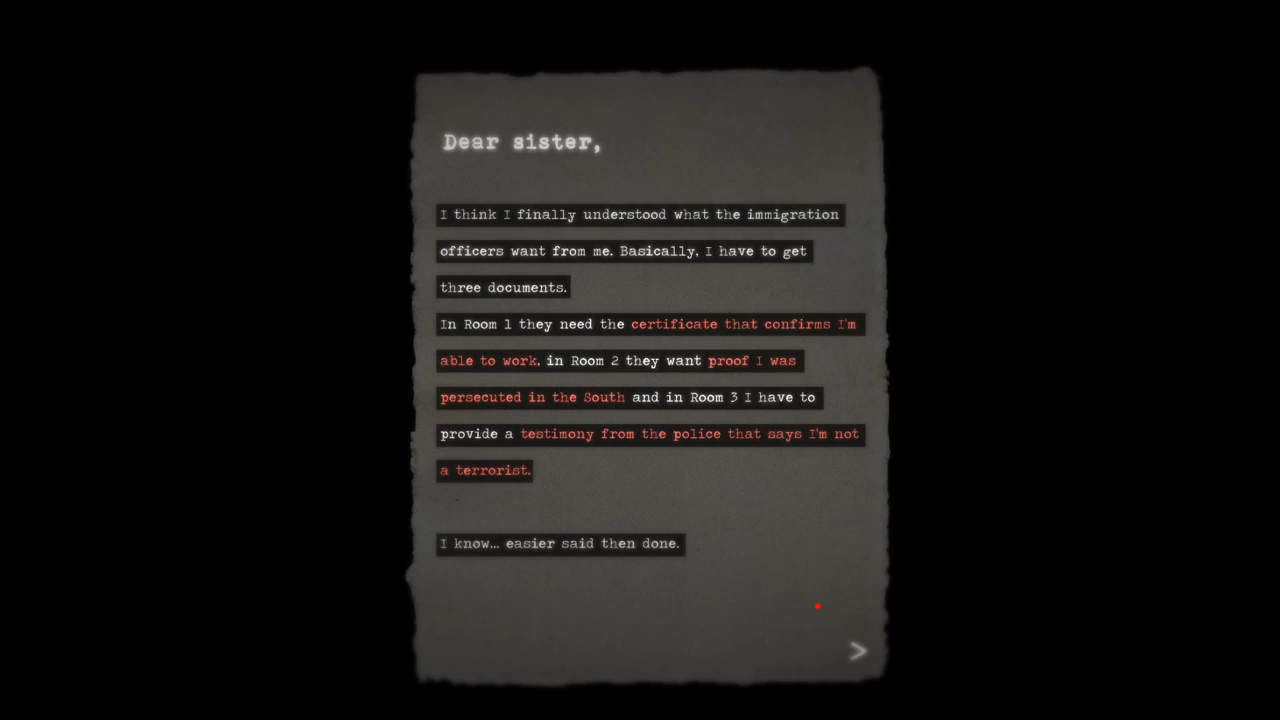 Dear sister,
I think I finally understood what the immigration
officers want from me. Basically, I have to get
three documents.
In Room 1 they need the certificate that confirms I'm
able to work, in Room 2 they want proof I was
persecuted in the South and in Room 3 I have to
provide a testimony from the police that says I'm not
a terrorist.
I know... easier said then done.
>